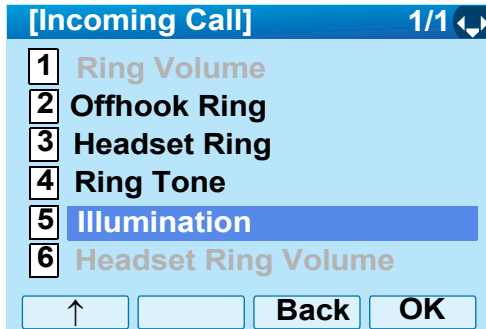 [Incoming Call] 1/1
1 Ring Volume
2 Offhook Ring
3 Headset Ring
4 Ring Tone
5 Illumination
6 Headset Ring Volume
↑ Back OK